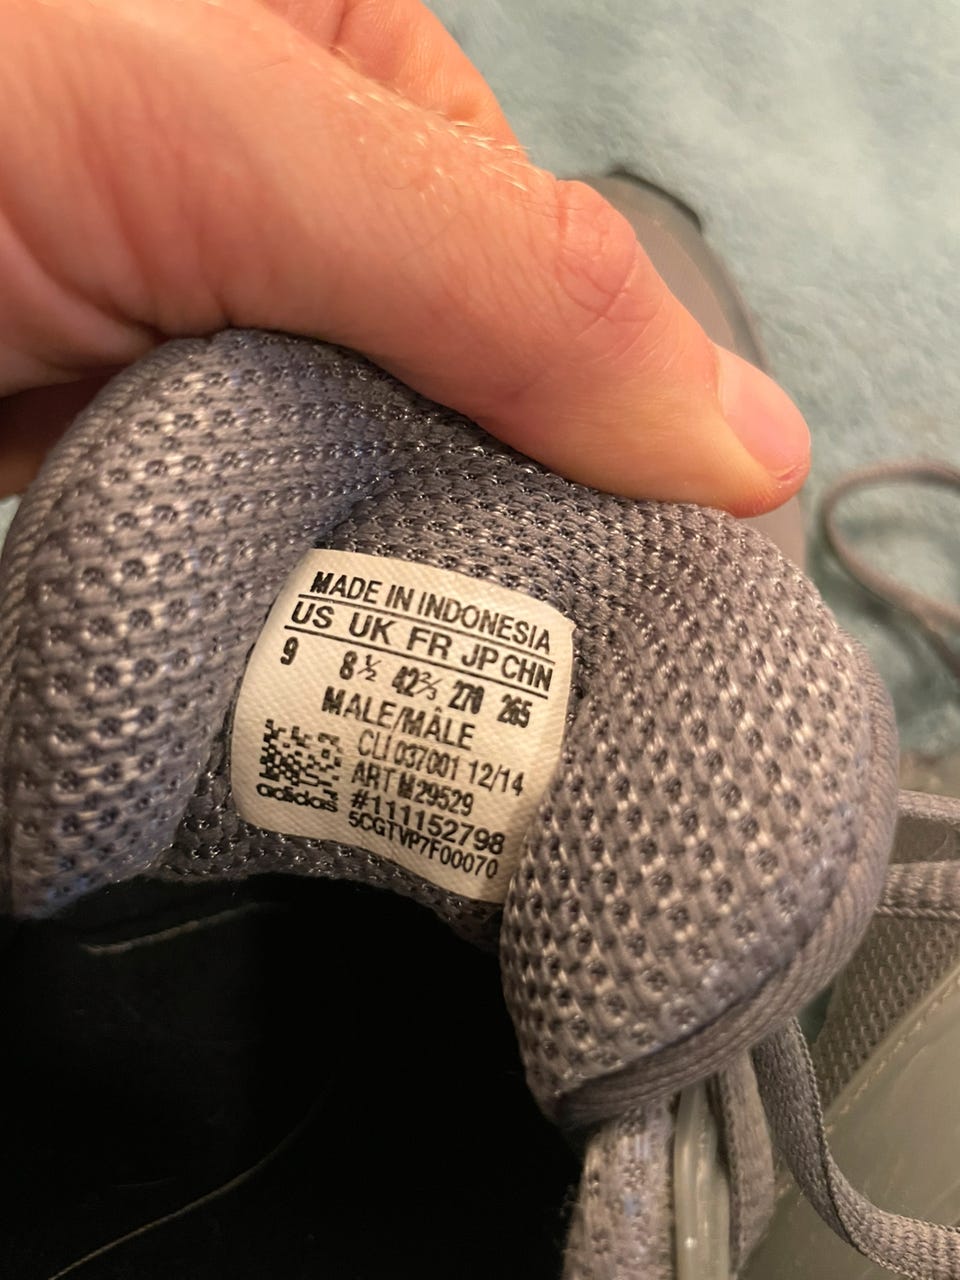 MADE IN INDONESIA
US UK FR JP CHN
9 8½ 42⅔ 270 265
MALE/MÂLE
CLI 037001 12/14
ART M29529
#111152798
5CGTVP7F00070
adidas